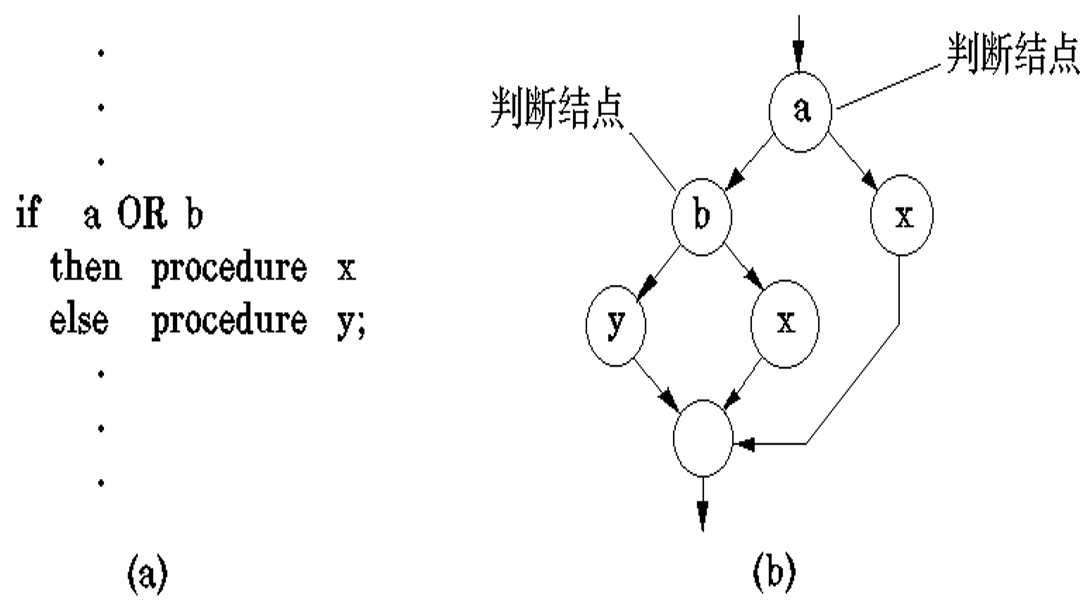 if a OR b
then procedure x
else procedure y;
(a)
判断结点
a
判断结点
b
x
y
x
(b)